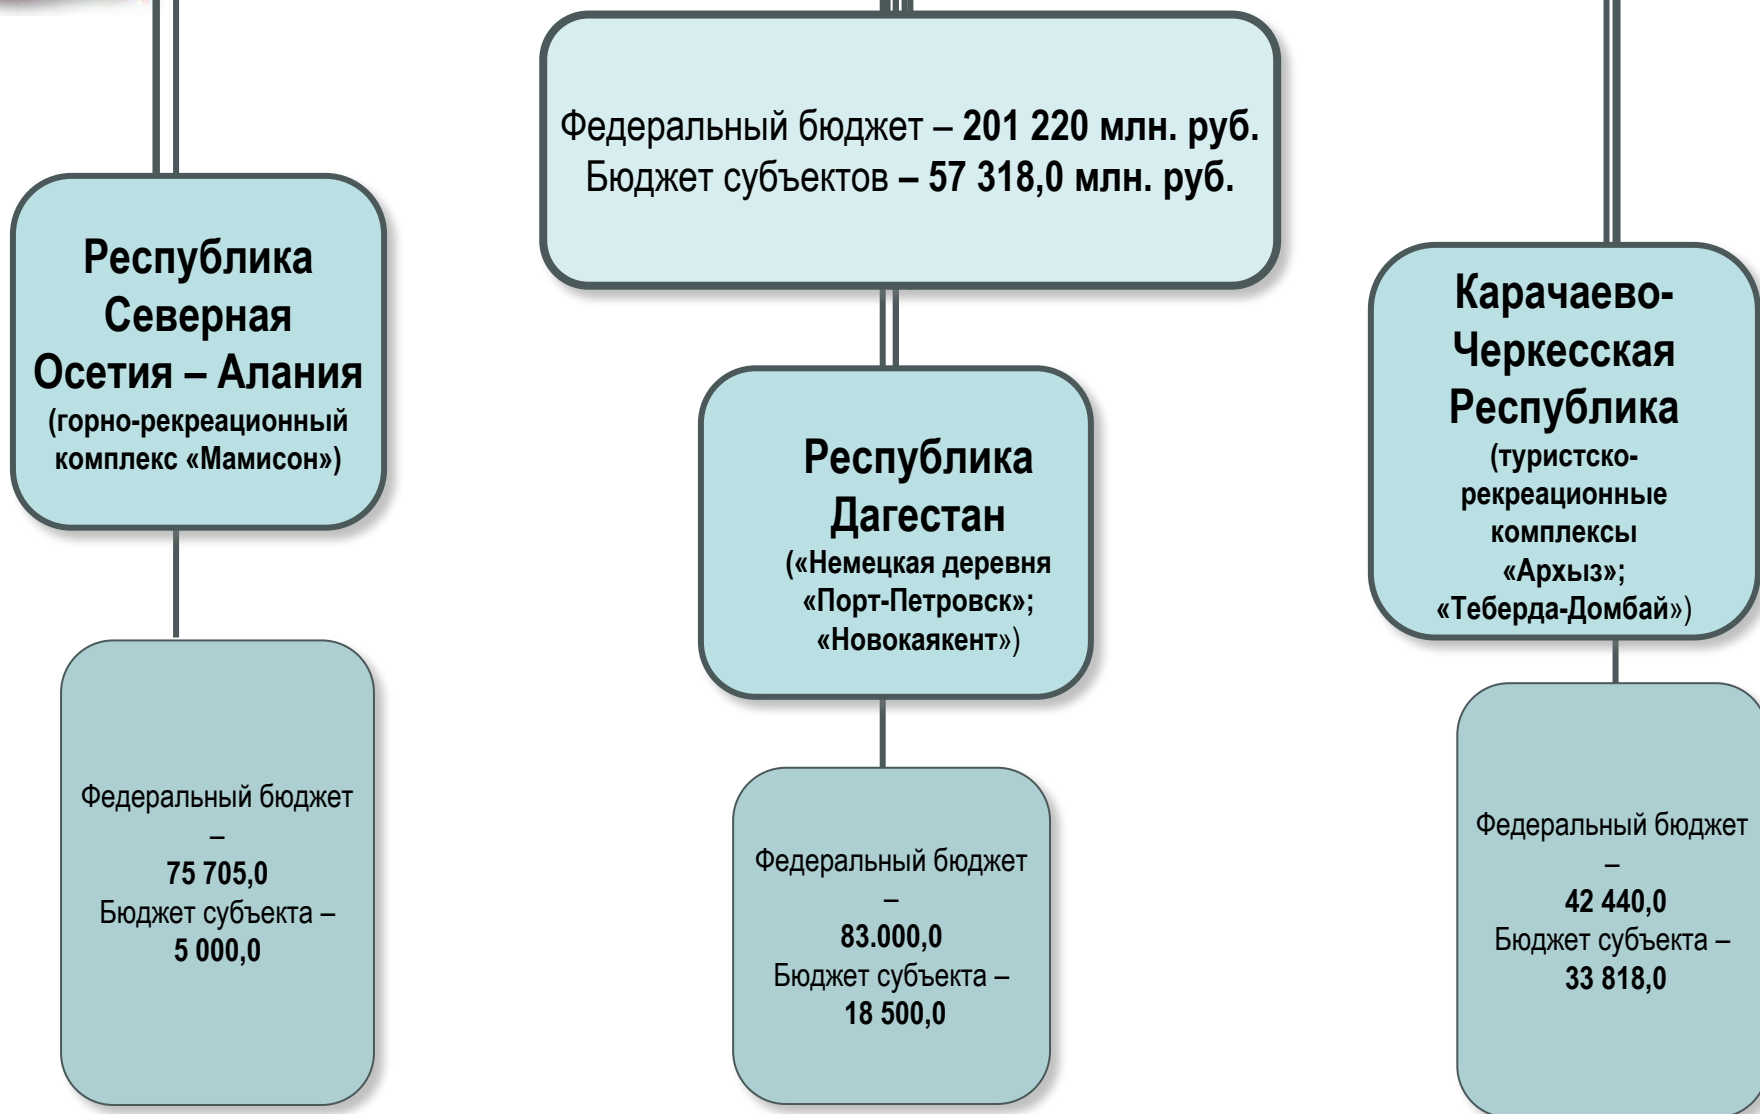 Федеральный бюджет – 201 220 млн. руб.
Бюджет субъектов – 57 318,0 млн. руб.
Республика
Северная
Осетия – Алания
(горно-рекреационный
комплекс «Мамисон»)
Республика
Дагестан
(«Немецкая деревня
«Порт-Петровск»;
«Новокаякент»)
Карачаево-
Черкесская
Республика
(туристско-
рекреационные
комплексы
«Архыз»;
«Теберда-Домбай»)
Федеральный бюджет
–
75 705,0
Бюджет субъекта –
5 000,0
Федеральный бюджет
–
83.000,0
Бюджет субъекта –
18 500,0
Федеральный бюджет
–
42 440,0
Бюджет субъекта –
33 818,0